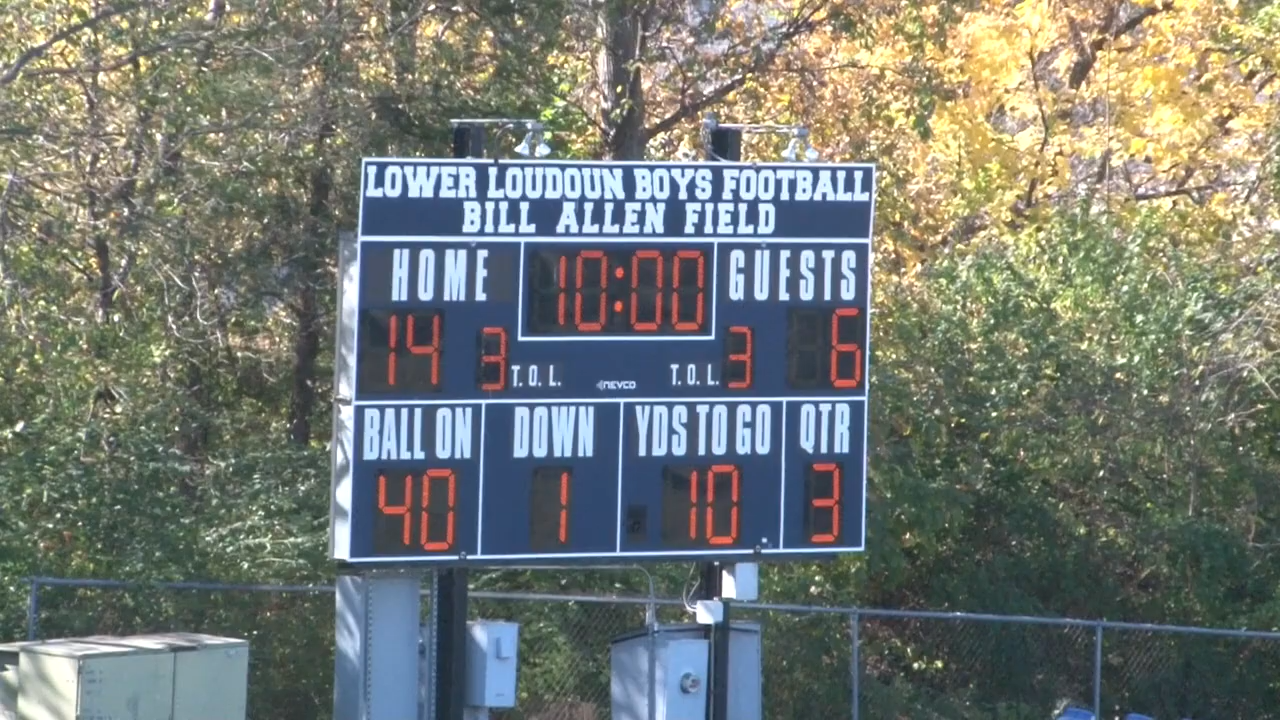 LOWER LOUDOUN BOYS FOOTBALL
BILL ALLEN FIELD
HOME 10:00 GUESTS
14 3 T.O.L. NEVCO T.O.L. 3 6
BALL ON DOWN YDS TO GO QTR
40 1 10 3